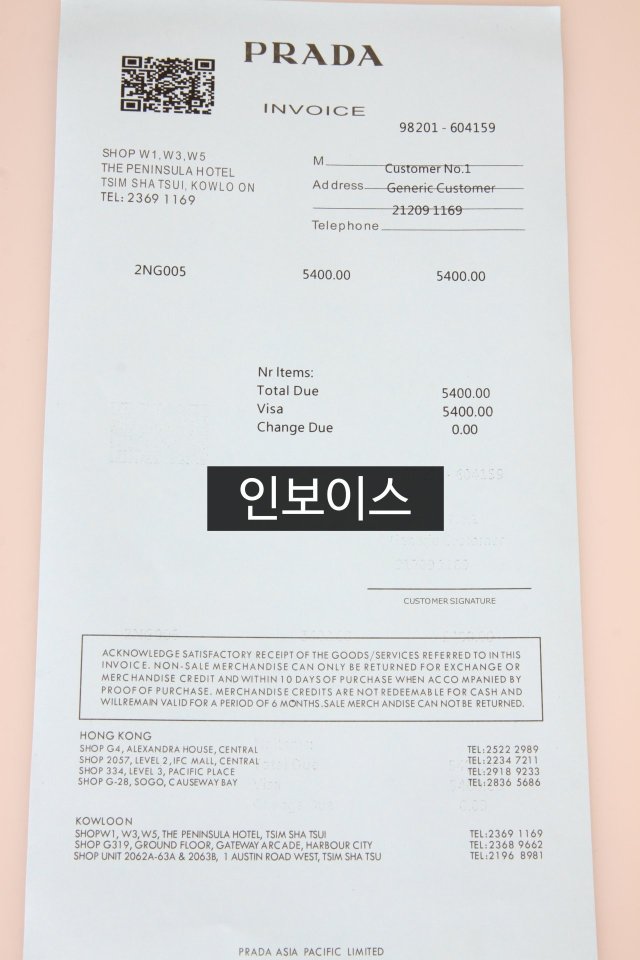 PRADA
INVOICE
98201 - 604159
SHOP W1,W3,W5
THE PENINSULA HOTEL
TSIM SHA TSUI, KOWLO ON
TEL: 2369 1169
M Customer No.1
Address Generic Customer
21209 1169
Telephone
2NG005 5400.00 5400.00
Nr Items:
Total Due 5400.00
Visa 5400.00
Change Due 0.00
인보이스
CUSTOMER SIGNATURE
ACKNOWLEDGE SATISFACTORY RECEIPT OF THE GOODS/SERVICES REFERRED TO IN THIS
INVOICE. NON-SALE MERCHANDISE CAN ONLY BE RETURNED FOR EXCHANGE OR
MERCHANDISE CREDIT AND WITHIN 10 DAYS OF PURCHASE WHEN ACCO MPANIED BY
PROOF OF PURCHASE. MERCHANDISE CREDITS ARE NOT REDEEMABLE FOR CASH AND
WILLREMAIN VALID FOR A PERIOD OF 6 MONTHS.SALE MERCH ANDISE CAN NOT BE RETURNED.
HONG KONG
SHOP G4, ALEXANDRA HOUSE, CENTRAL TEL:2522 2989
SHOP 2057, LEVEL 2, IFC MALL, CENTRAL TEL:2234 7211
SHOP 334, LEVEL 3, PACIFIC PLACE TEL:2918 9233
SHOP G-28, SOGO, CAUSEWAY BAY TEL:2836 5686
KOWLOON
SHOPW1, W3, W5, THE PENINSULA HOTEL, TSIM SHA TSUI TEL:2369 1169
SHOP G319, GROUND FLOOR, GATEWAY ARCADE, HARBOUR CITY TEL:2368 9662
SHOP UNIT 2062A-63A & 2063B, 1 AUSTIN ROAD WEST, TSIM SHA TSU TEL:2196 8981
PRADA ASIA PACIFIC LIMITED